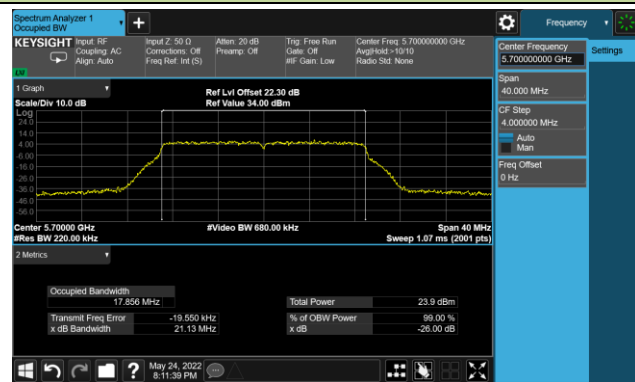 Spectrum Analyzer 1
Occupied BW
Frequency
KEYSIGHT
Input: RF
Coupling: AC
Align: Auto
Input Z: 50 Ω
Corrections: Off
Freq Ref: Int (S)
Atten: 20 dB
Preamp: Off
Trig: Free Run
Gate: Off
#IF Gain: Low
Center Freq: 5.700000000 GHz
Avg|Hold:>10/10
Radio Std: None
Center Frequency
5.700000000 GHz
Settings
Span
40.000 MHz
CF Step
4.000000 MHz
Auto
Man
Freq Offset
0 Hz
1 Graph
Scale/Div 10.0 dB
Ref Lvl Offset 22.30 dB
Ref Value 34.00 dBm
Log
24.0
14.0
4.00
-6.00
-16.0
-26.0
-36.0
-46.0
-56.0
Center 5.70000 GHz
#Res BW 220.00 kHz
#Video BW 680.00 kHz
Span 40 MHz
Sweep 1.07 ms (2001 pts)
2 Metrics
Occupied Bandwidth
17.856 MHz
Total Power 23.9 dBm
Transmit Freq Error -19.550 kHz
% of OBW Power 99.00 %
x dB Bandwidth 21.13 MHz
x dB -26.00 dB
May 24, 2022
8:11:39 PM